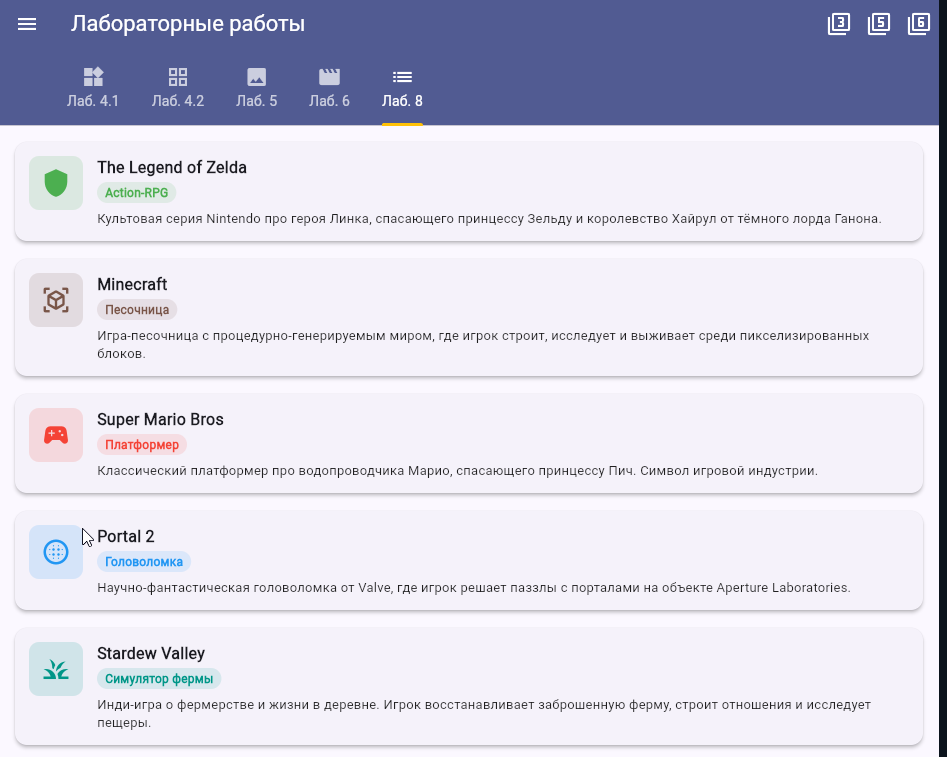 Лабораторные работы
3 5 6
Лаб. 4.1 Лаб. 4.2 Лаб. 5 Лаб. 6 Лаб. 8
The Legend of Zelda
Action-RPG
Культовая серия Nintendo про героя Линка, спасающего принцессу Зельду и королевство Хайрул от тёмного лорда Ганона.
Minecraft
Песочница
Игра-песочница с процедурно-генерируемым миром, где игрок строит, исследует и выживает среди пикселизированных
блоков.
Super Mario Bros
Платформер
Классический платформер про водопроводчика Марио, спасающего принцессу Пич. Символ игровой индустрии.
Portal 2
Головоломка
Научно-фантастическая головоломка от Valve, где игрок решает паззлы с порталами на объекте Aperture Laboratories.
Stardew Valley
Симулятор фермы
Инди-игра о фермерстве и жизни в деревне. Игрок восстанавливает заброшенную ферму, строит отношения и исследует
пещеры.